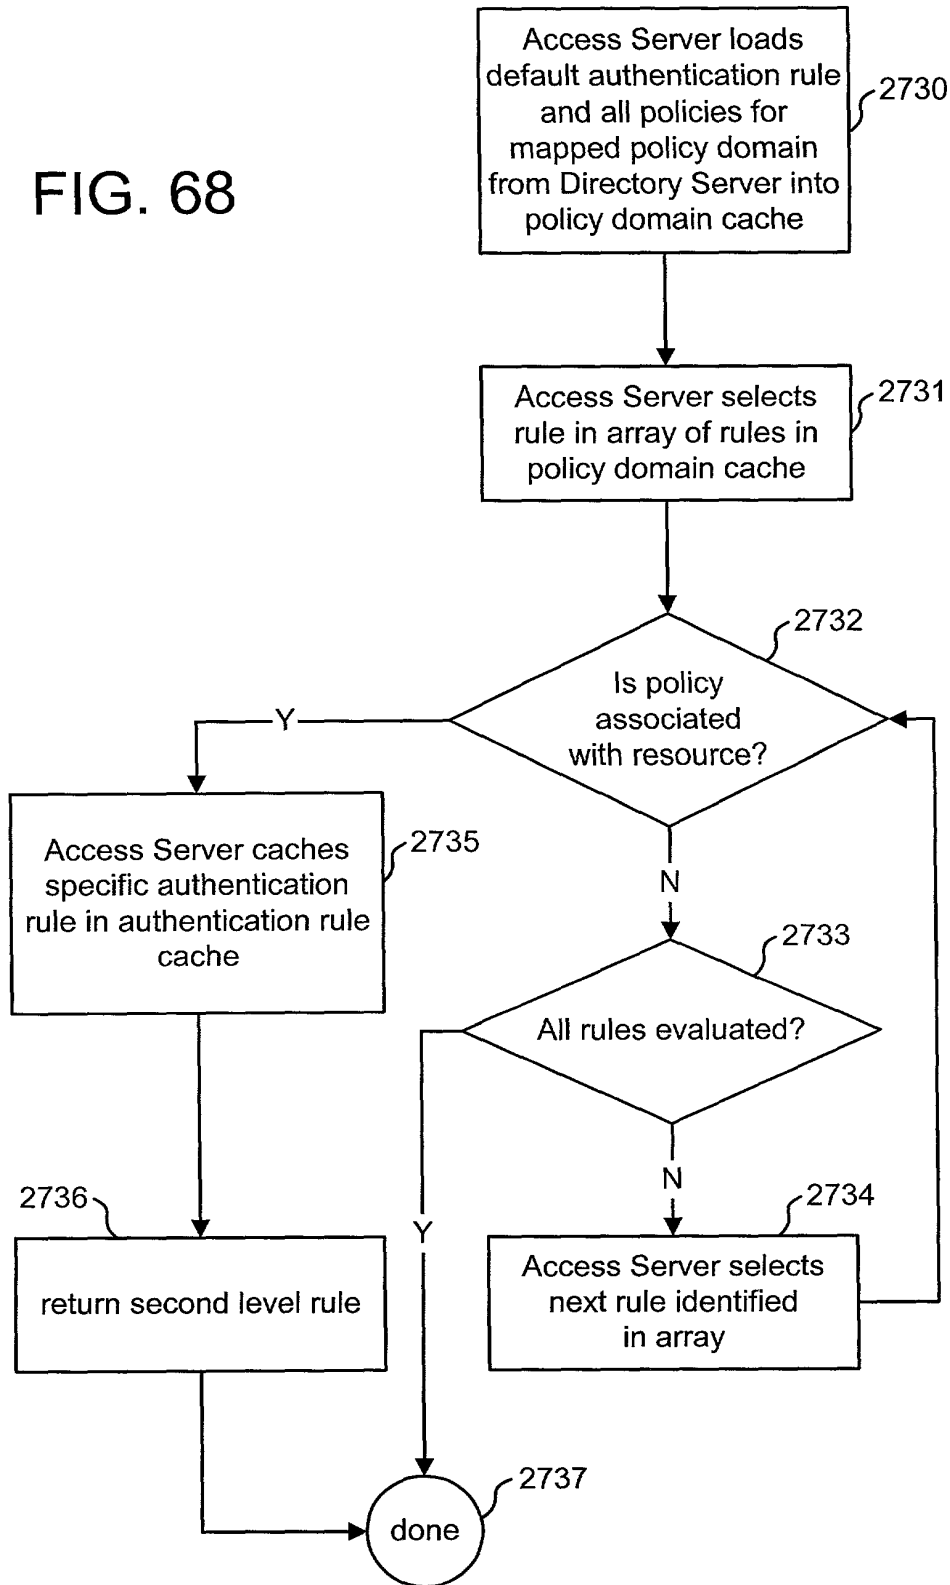 FIG. 68
Access Server loads
default authentication rule
and all policies for
mapped policy domain
from Directory Server into
policy domain cache
2730
Access Server selects
rule in array of rules in
policy domain cache
2731
2732
Is policy
associated
with resource?
Y
N
Access Server caches
specific authentication
rule in authentication rule
cache
2735
2733
All rules evaluated?
Y
N
2736
return second level rule
2734
Access Server selects
next rule identified
in array
2737
done